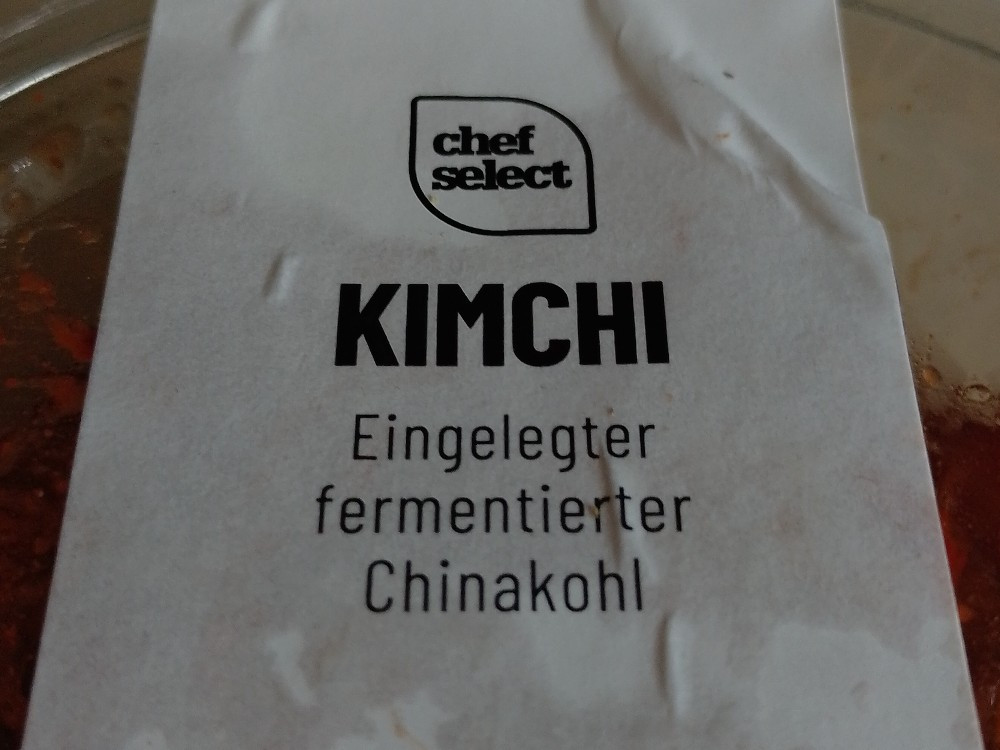 chef
select
KIMCHI
Eingelegter
fermentierter
Chinakohl